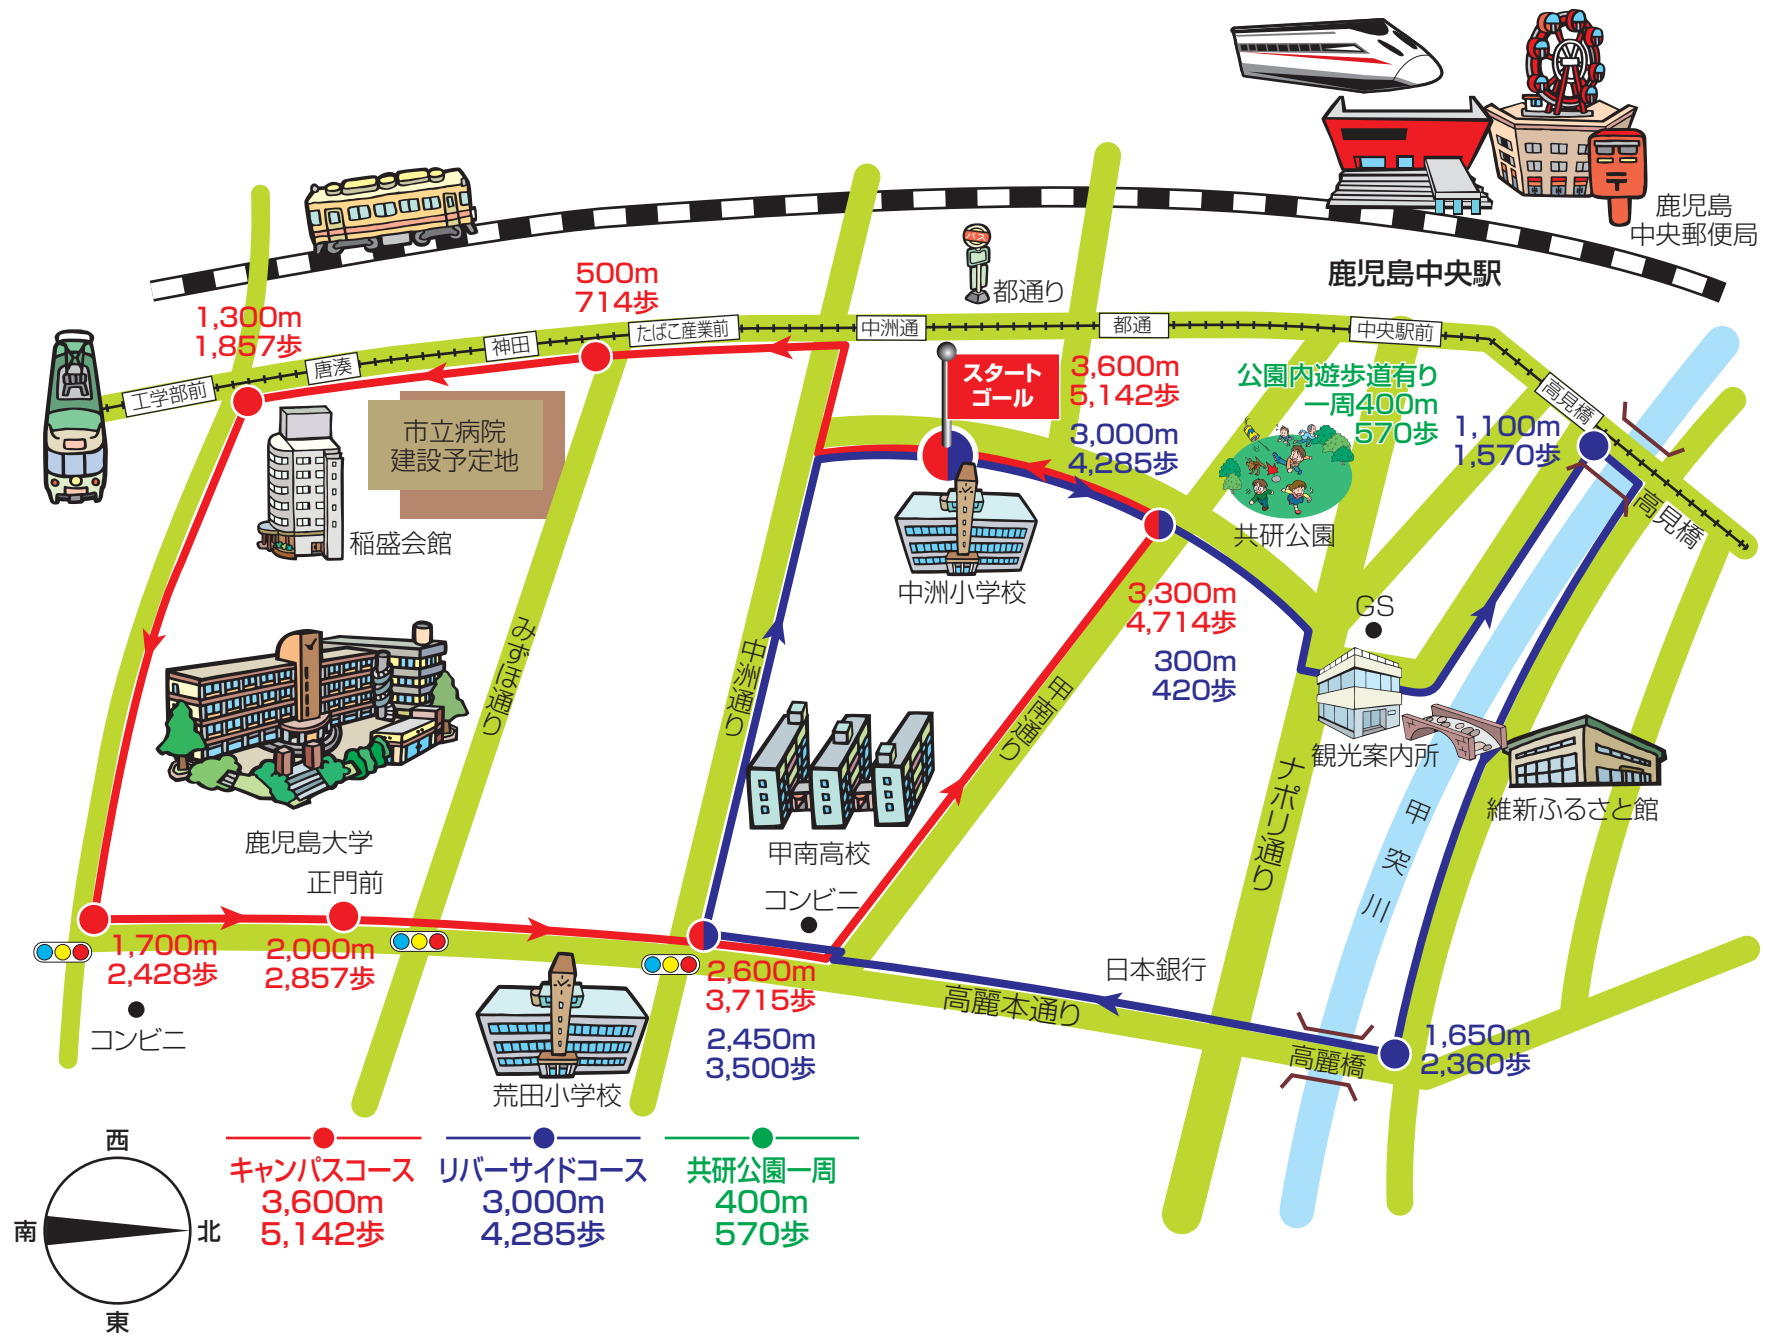 鹿児島
中央郵便局
鹿児島中央駅
バス
都通り
500m
714歩
1,300m
1,857歩
工学部前
唐湊
神田
たばこ産業前
中洲通
都通
中央駅前
高見橋
スタート
ゴール
3,600m
5,142歩
3,000m
4,285歩
公園内遊歩道有り
一周400m
570歩
1,100m
1,570歩
市立病院
建設予定地
稲盛会館
中洲小学校
共研公園
高見橋
3,300m
4,714歩
300m
420歩
GS
みずほ通り
中洲通り
甲南通り
ナポリ通り
観光案内所
維新ふるさと館
甲突川
鹿児島大学
正門前
甲南高校
コンビニ
1,700m
2,428歩
2,000m
2,857歩
2,600m
3,715歩
2,450m
3,500歩
日本銀行
高麗本通り
高麗橋
1,650m
2,360歩
コンビニ
荒田小学校
西
南
北
東
キャンパスコース
3,600m
5,142歩
リバーサイドコース
3,000m
4,285歩
共研公園一周
400m
570歩